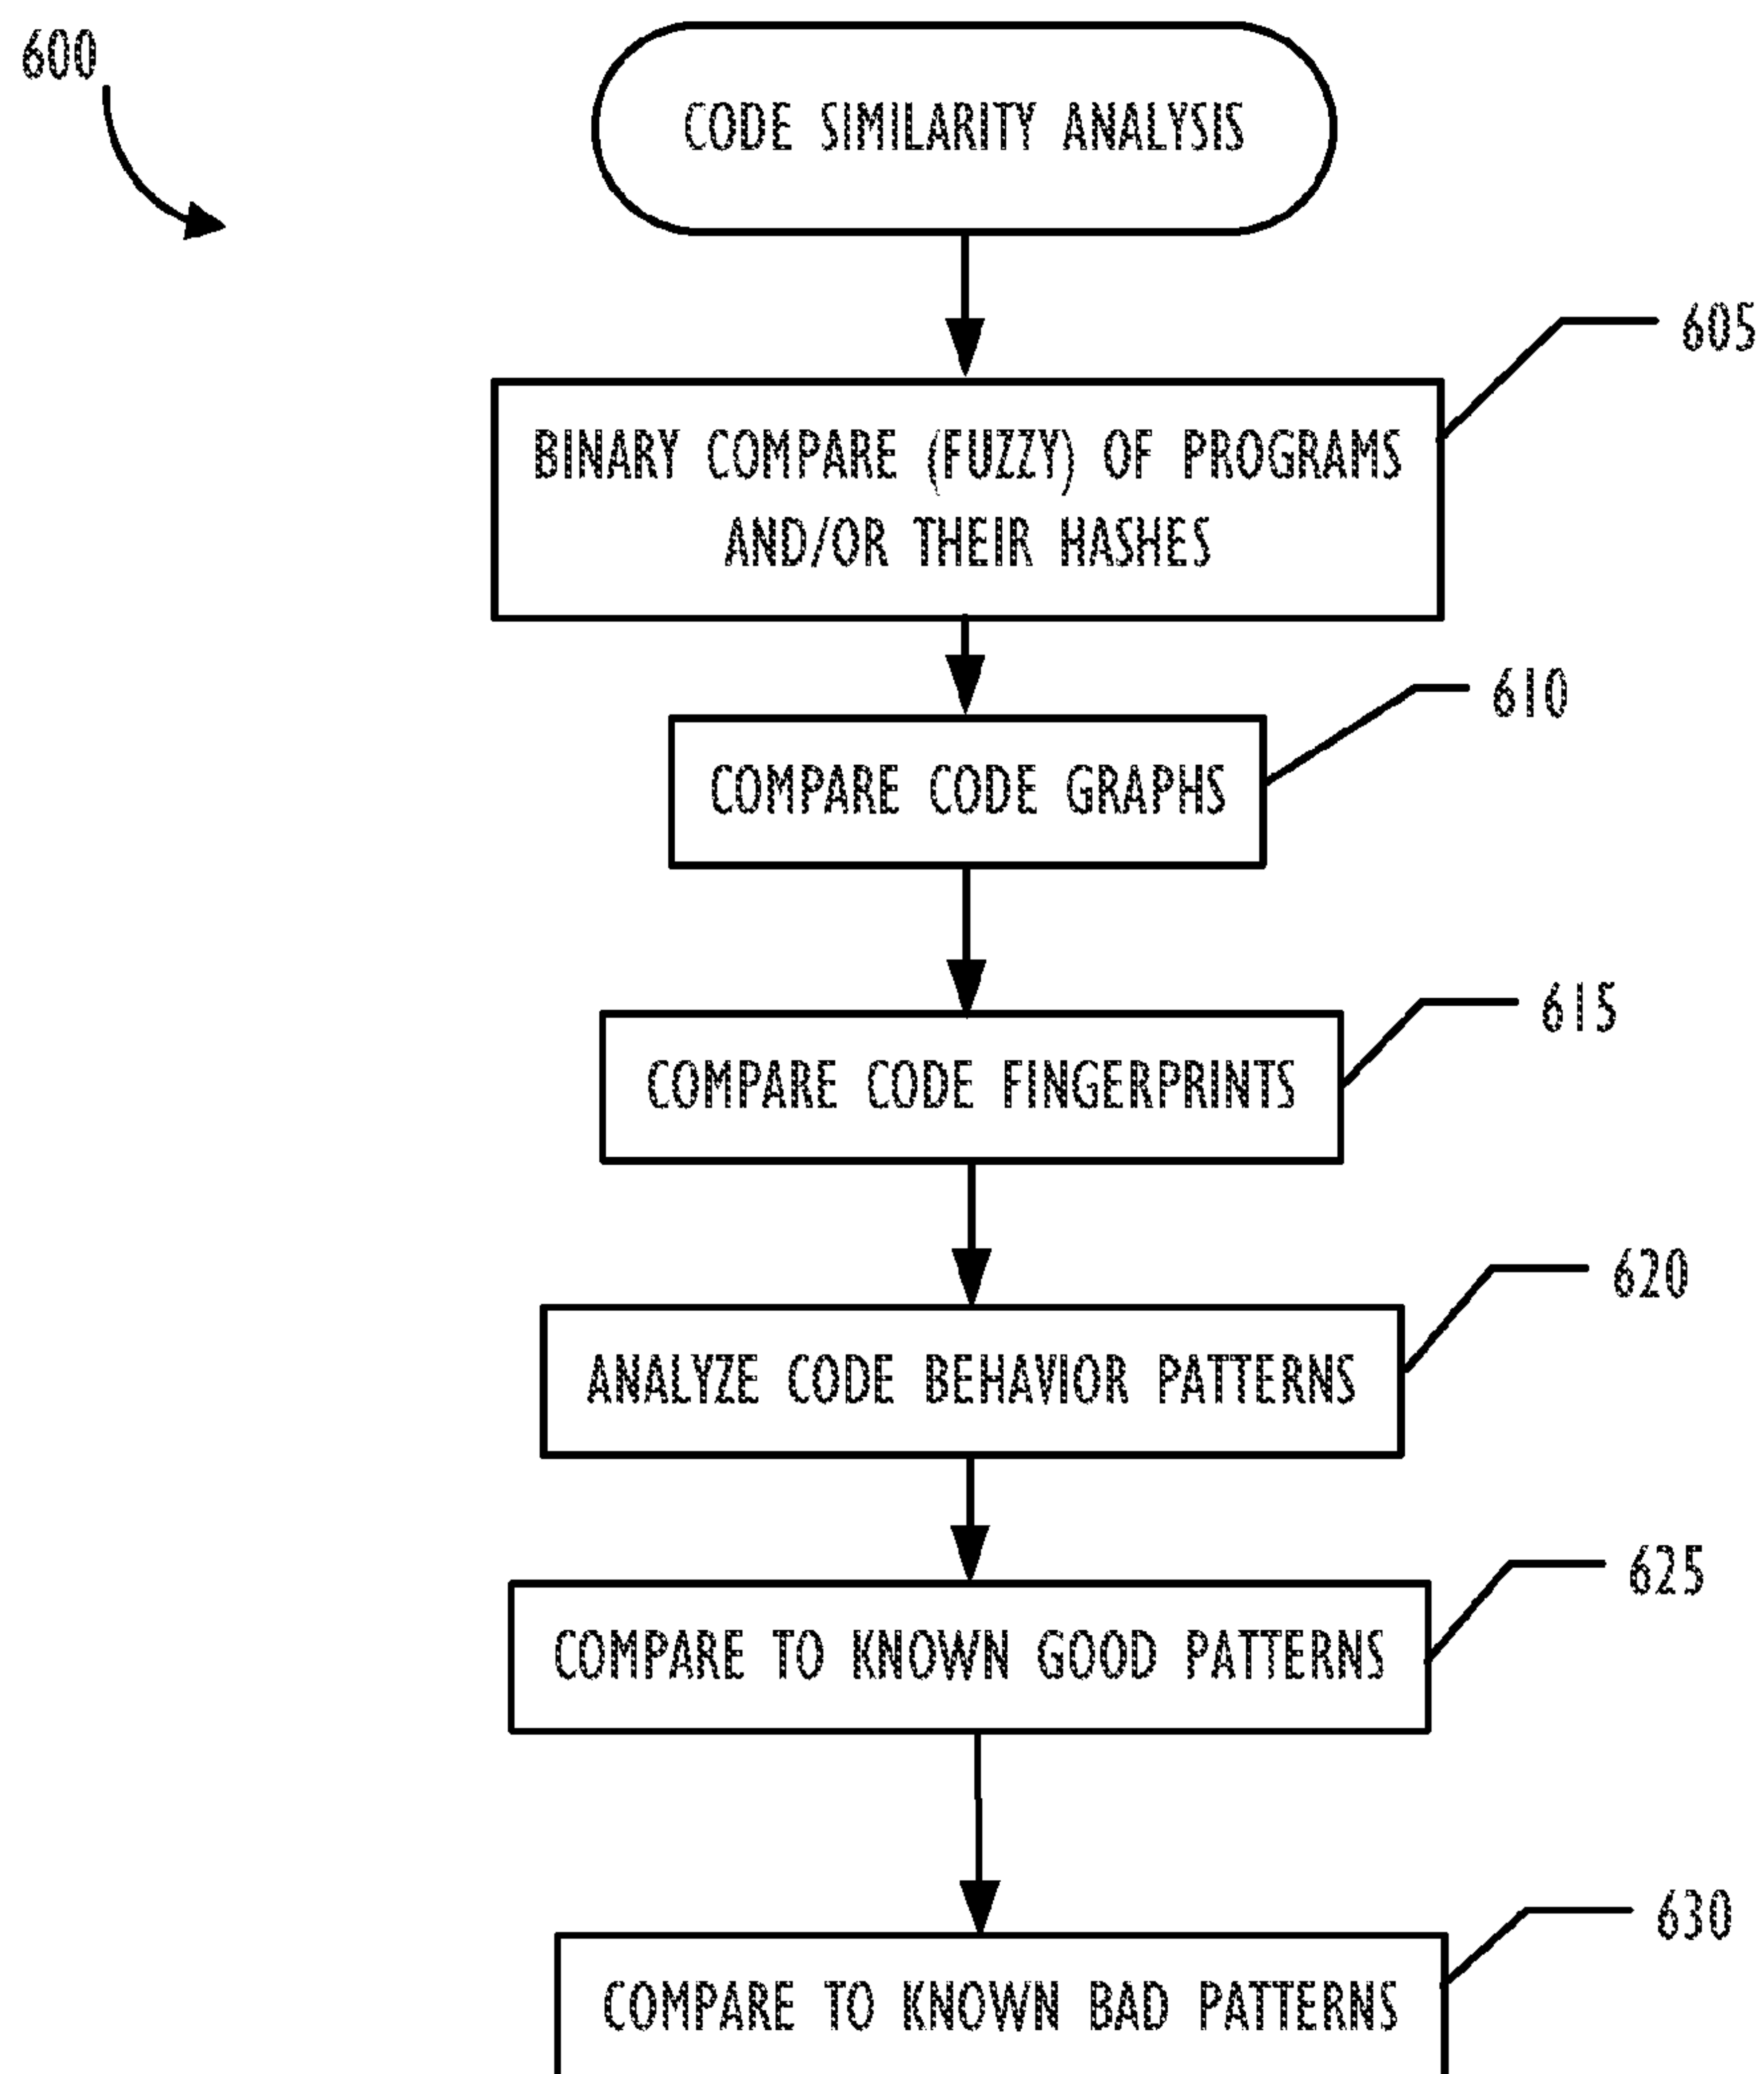 600
CODE SIMILARITY ANALYSIS
605
BINARY COMPARE (FUZZY) OF PROGRAMS
AND/OR THEIR HASHES
610
COMPARE CODE GRAPHS
615
COMPARE CODE FINGERPRINTS
620
ANALYZE CODE BEHAVIOR PATTERNS
625
COMPARE TO KNOWN GOOD PATTERNS
630
COMPARE TO KNOWN BAD PATTERNS